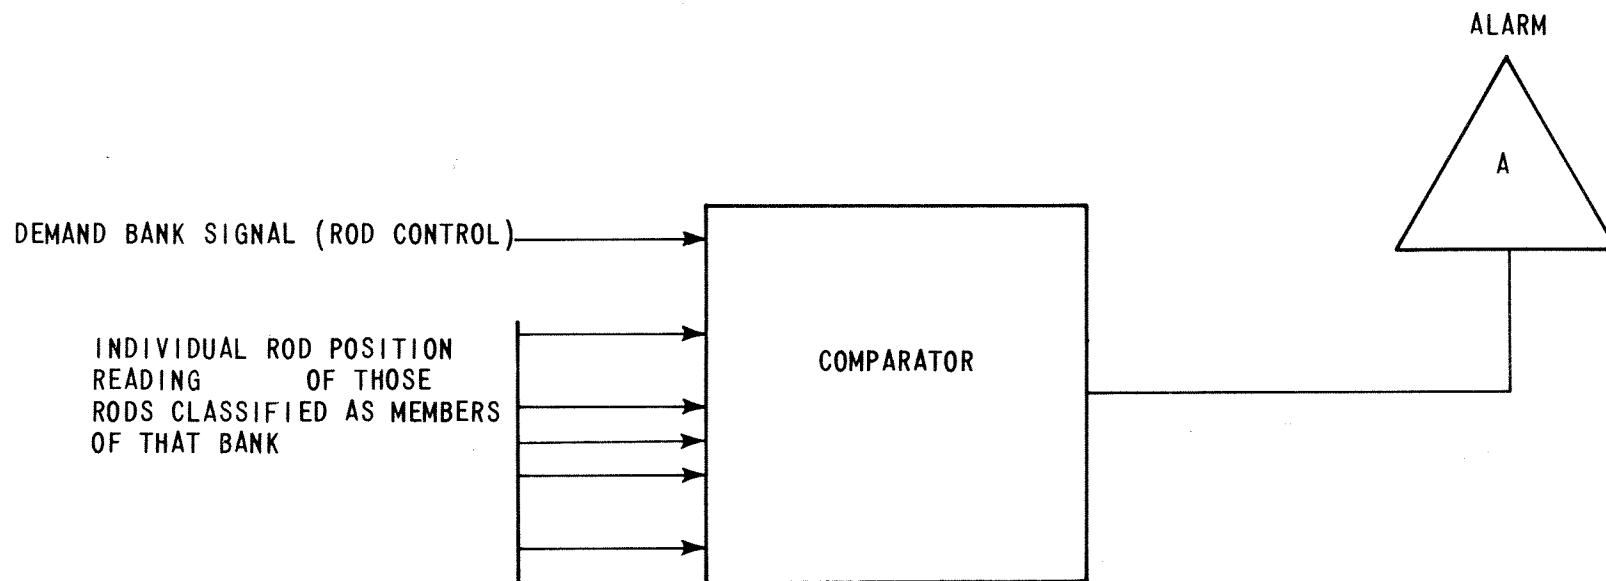 ALARM
A
DEMAND BANK SIGNAL (ROD CONTROL)
INDIVIDUAL ROD POSITION
READING OF THOSE
RODS CLASSIFIED AS MEMBERS
OF THAT BANK
COMPARATOR